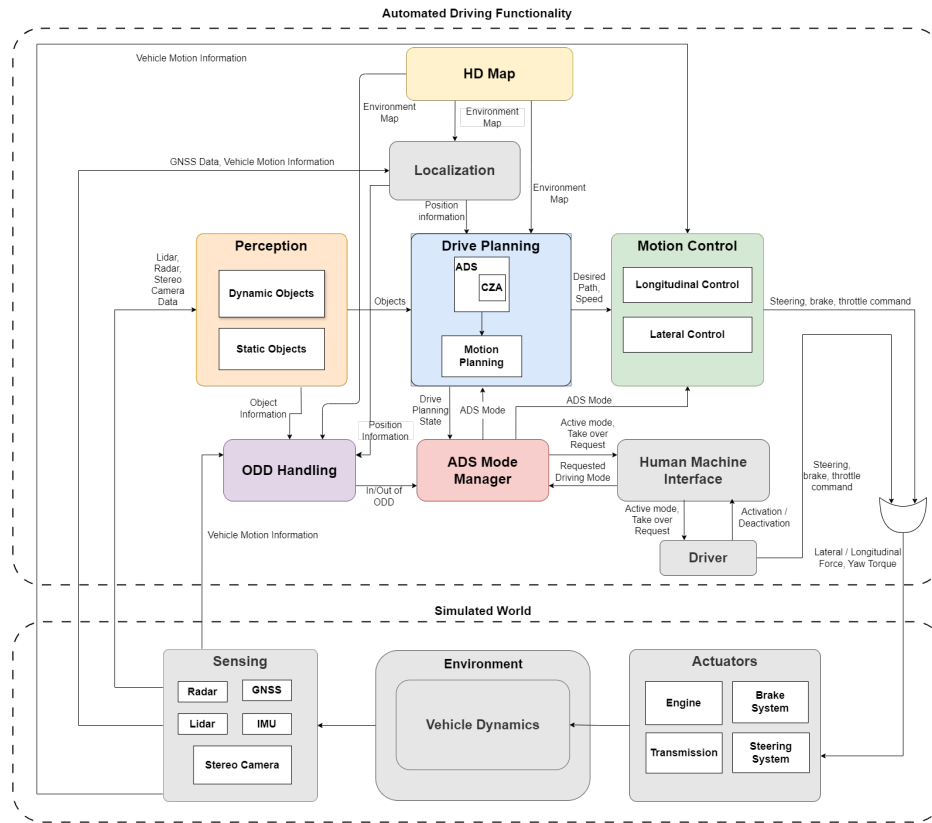 Automated Driving Functionality
Vehicle Motion Information
HD Map
Environment
Map
Environment
Map
Environment
Map
GNSS Data, Vehicle Motion Information
Localization
Position
information
Lidar,
Radar,
Stereo
Camera
Data
Perception
Dynamic Objects
Static Objects
Objects
Drive Planning
ADS
CZA
Motion
Planning
Desired
Path,
Speed
Motion Control
Longitudinal Control
Lateral Control
Steering, brake, throttle command
Object
Information
Position
Information
Drive
Planning
State
ADS Mode
ADS Mode
Active mode,
Take over
Request
ODD Handling
In/Out of
ODD
ADS Mode
Manager
Requested
Driving Mode
Human Machine
Interface
Steering,
brake, throttle
command
Active mode,
Take over
Request
Activation /
Deactivation
Driver
Vehicle Motion Information
Lateral / Longitudinal
Force, Yaw Torque
Simulated World
Sensing
Radar
GNSS
Lidar
IMU
Stereo Camera
Environment
Vehicle Dynamics
Actuators
Engine
Brake
System
Transmission
Steering
System